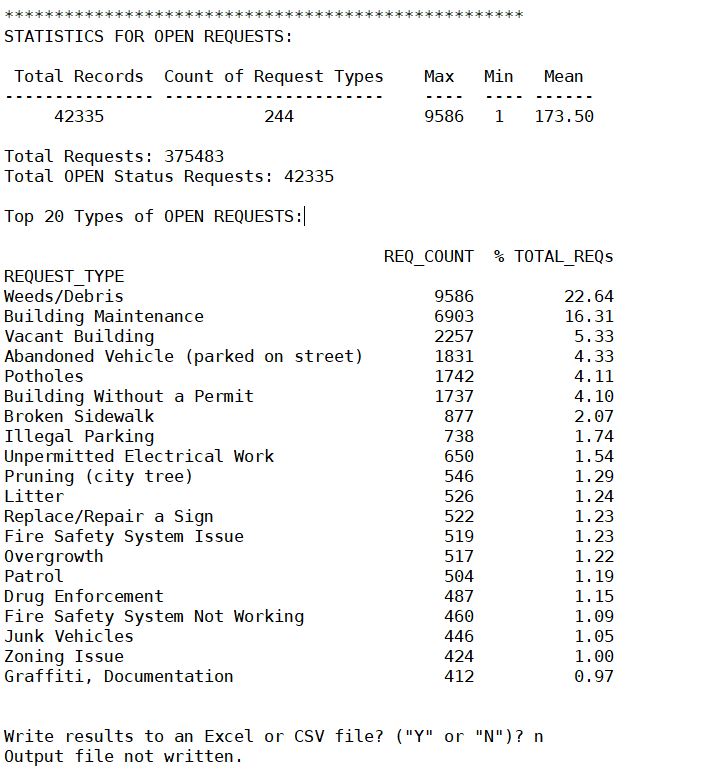 ****************************************************
STATISTICS FOR OPEN REQUESTS:
Total Records  Count of Request Types    Max   Min   Mean
--------------- ----------------------    ----  ---- ------
42335                244             9586   1   173.50
Total Requests: 375483
Total OPEN Status Requests: 42335
Top 20 Types of OPEN REQUESTS:
REQ_COUNT  % TOTAL_REQs
REQUEST_TYPE
Weeds/Debris                               9586         22.64
Building Maintenance                       6903         16.31
Vacant Building                            2257          5.33
Abandoned Vehicle (parked on street)       1831          4.33
Potholes                                   1742          4.11
Building Without a Permit                  1737          4.10
Broken Sidewalk                             877          2.07
Illegal Parking                             738          1.74
Unpermitted Electrical Work                 650          1.54
Pruning (city tree)                         546          1.29
Litter                                      526          1.24
Replace/Repair a Sign                       522          1.23
Fire Safety System Issue                    519          1.23
Overgrowth                                  517          1.22
Patrol                                      504          1.19
Drug Enforcement                            487          1.15
Fire Safety System Not Working              460          1.09
Junk Vehicles                               446          1.05
Zoning Issue                                424          1.00
Graffiti, Documentation                     412          0.97
Write results to an Excel or CSV file? ("Y" or "N")? n
Output file not written.